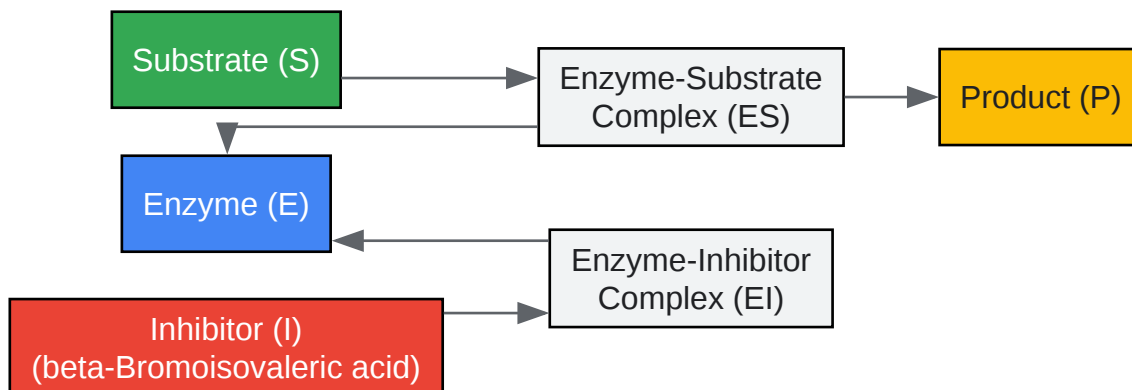 Substrate (S)
Enzyme-Substrate
Complex (ES)
Product (P)
Enzyme (E)
Enzyme-Inhibitor
Complex (EI)
Inhibitor (I)
(beta-Bromoisovaleric acid)